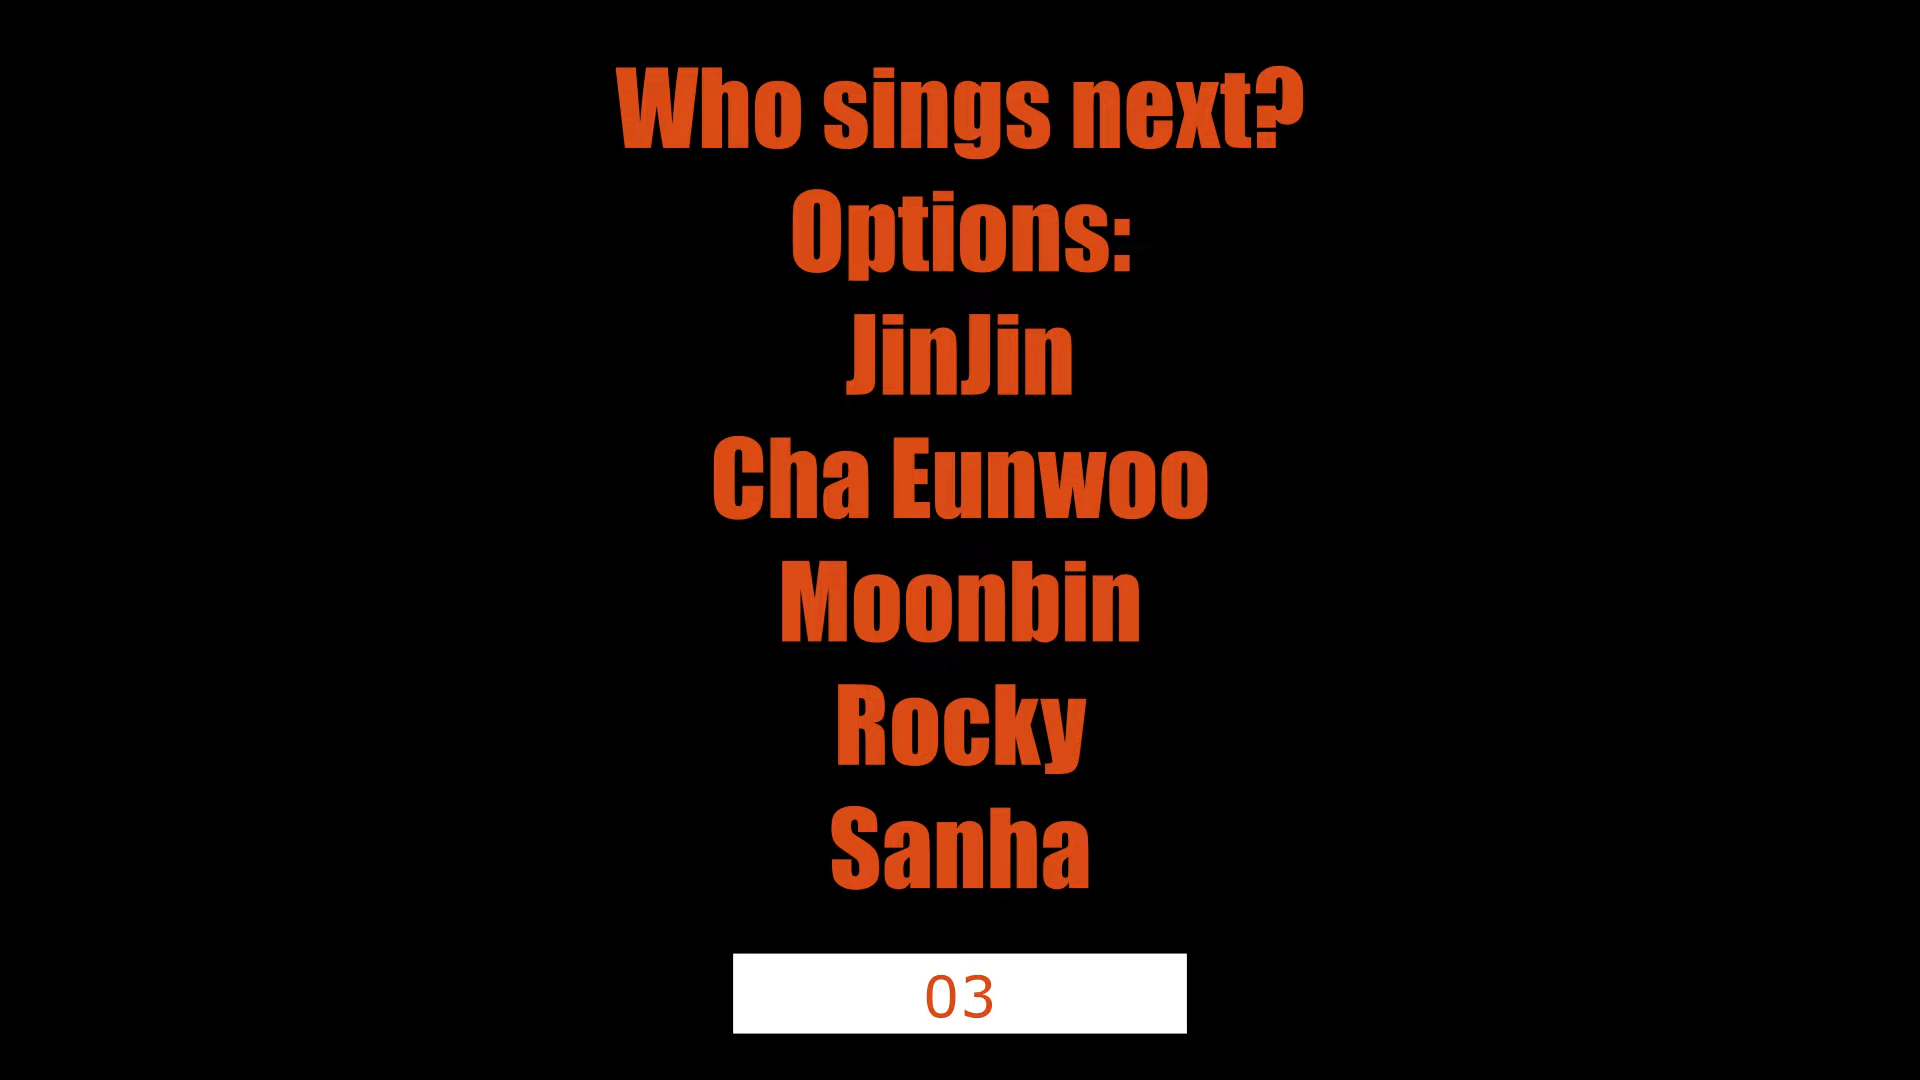 Who sings next?
Options:
JinJin
Cha Eunwoo
Moonbin
Rocky
Sanha
03